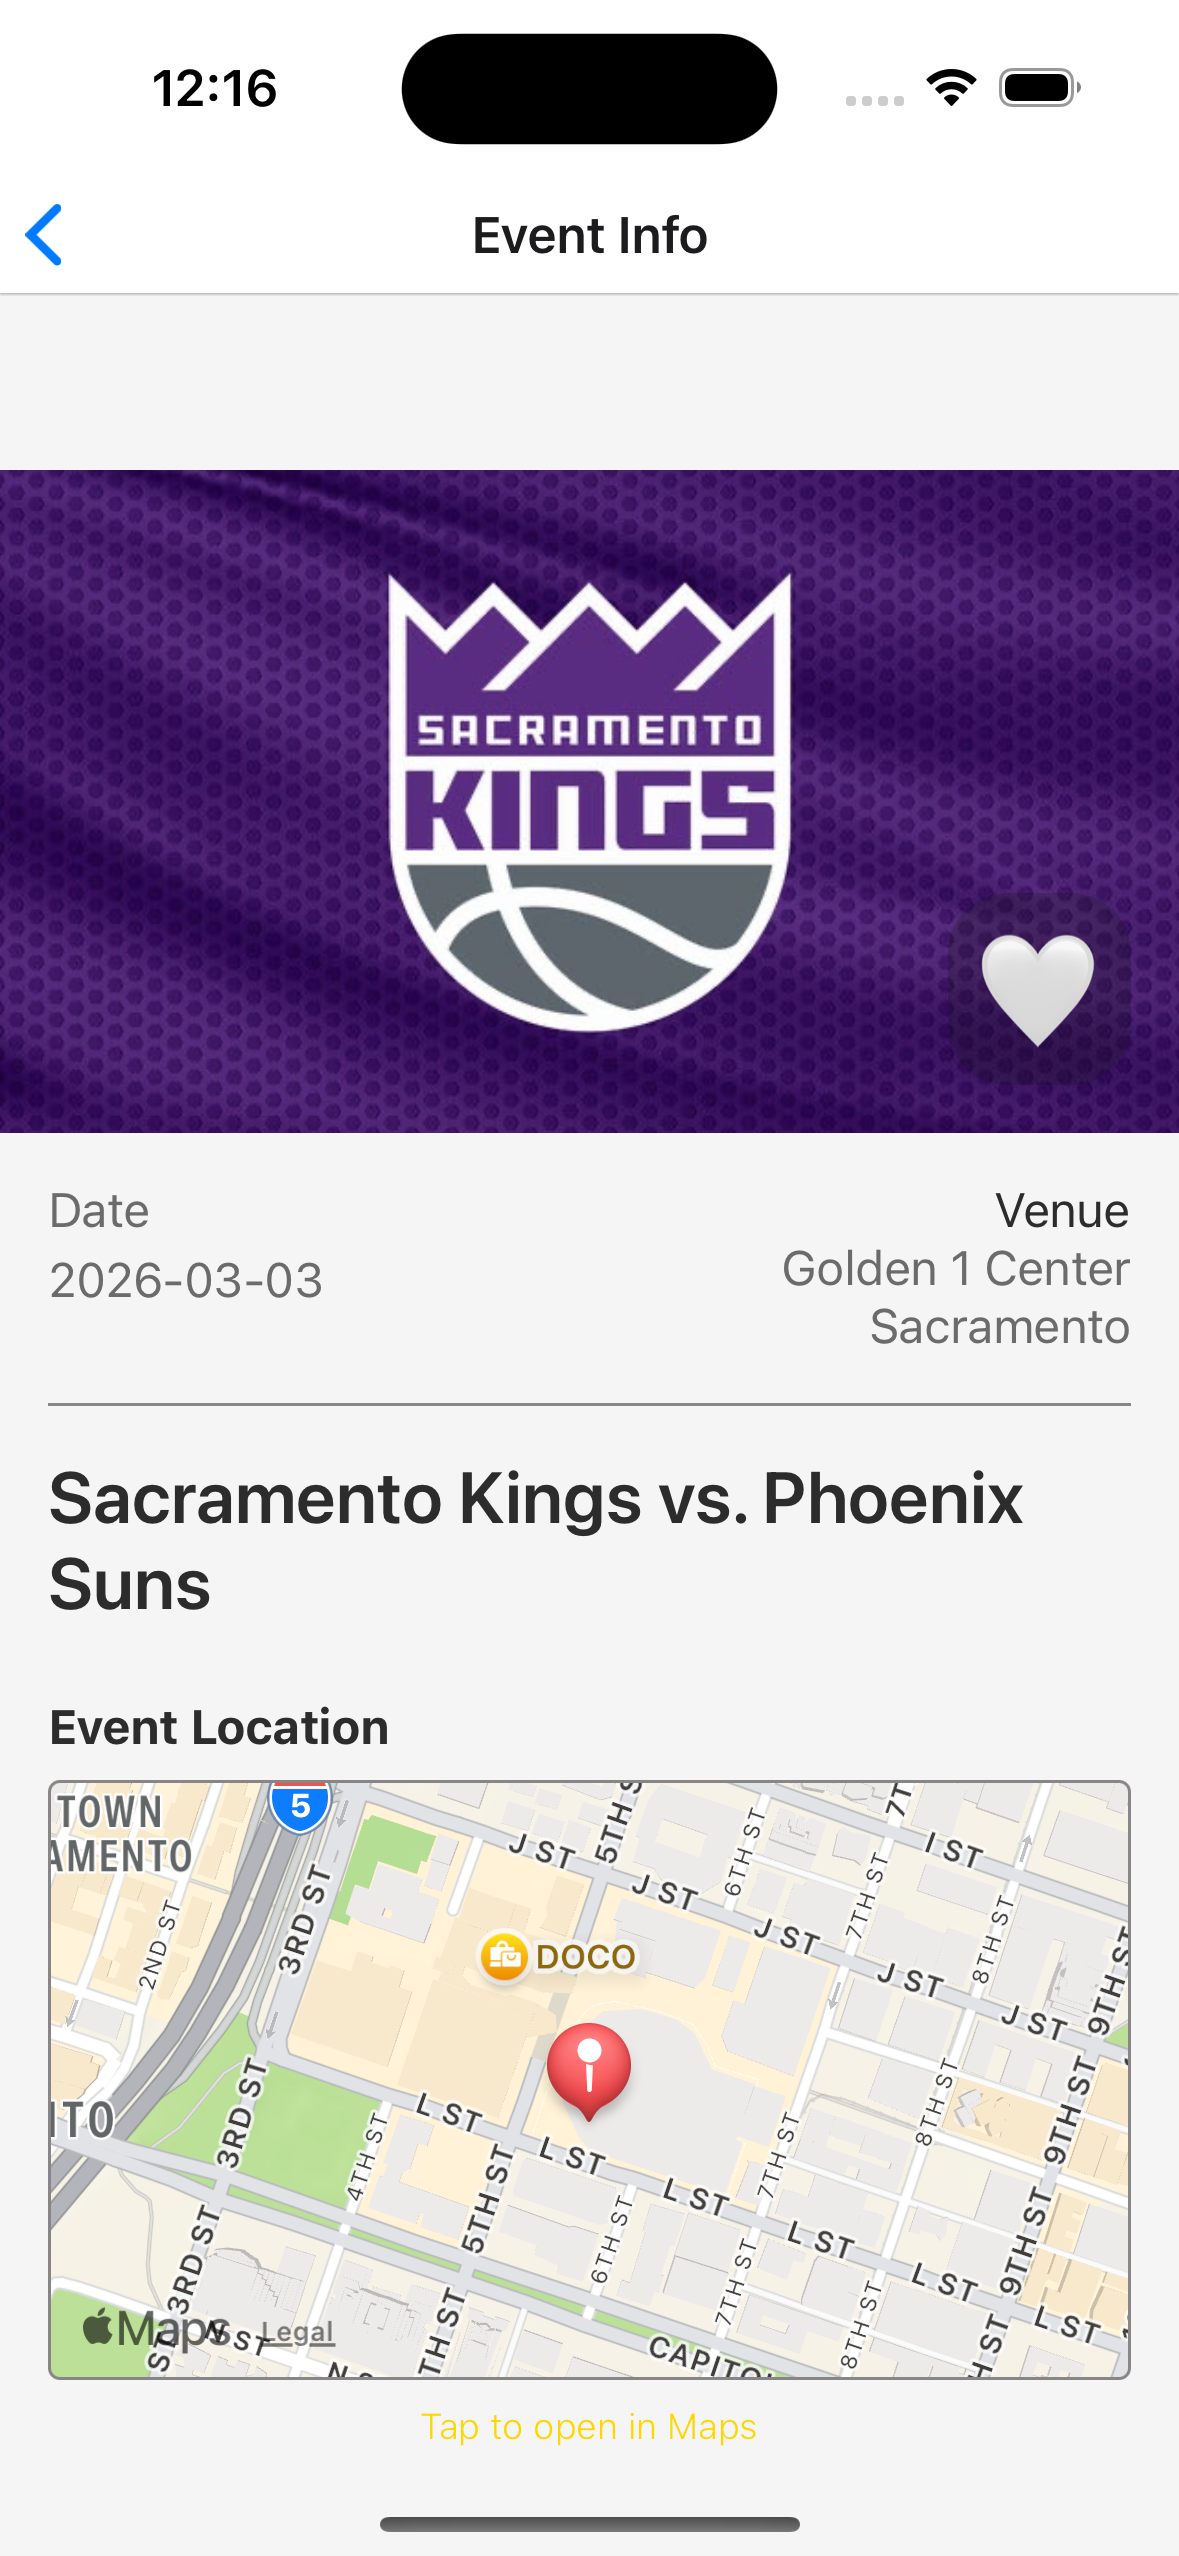 12:16
Event Info
SACRAMENTO
KINGS
Date
2026-03-03
Venue
Golden 1 Center
Sacramento
Sacramento Kings vs. Phoenix
Suns
Event Location
TOWN
AMENTO
5
5TH S
7T
I ST
J ST
J ST
6TH ST
7TH ST
J ST
3RD ST
2ND ST
DOCO
J ST
8TH ST
J ST
9TH S
3RD ST
ITO
L ST
4TH ST
L ST
5TH ST
7TH ST
8TH ST
9TH ST
L ST
6TH ST
L ST
3RD ST
7TH ST
L ST
9TH ST
L ST
8TH ST
TH ST
H ST
ST
N ST
N S
CAPITO
Maps
Legal
Tap to open in Maps